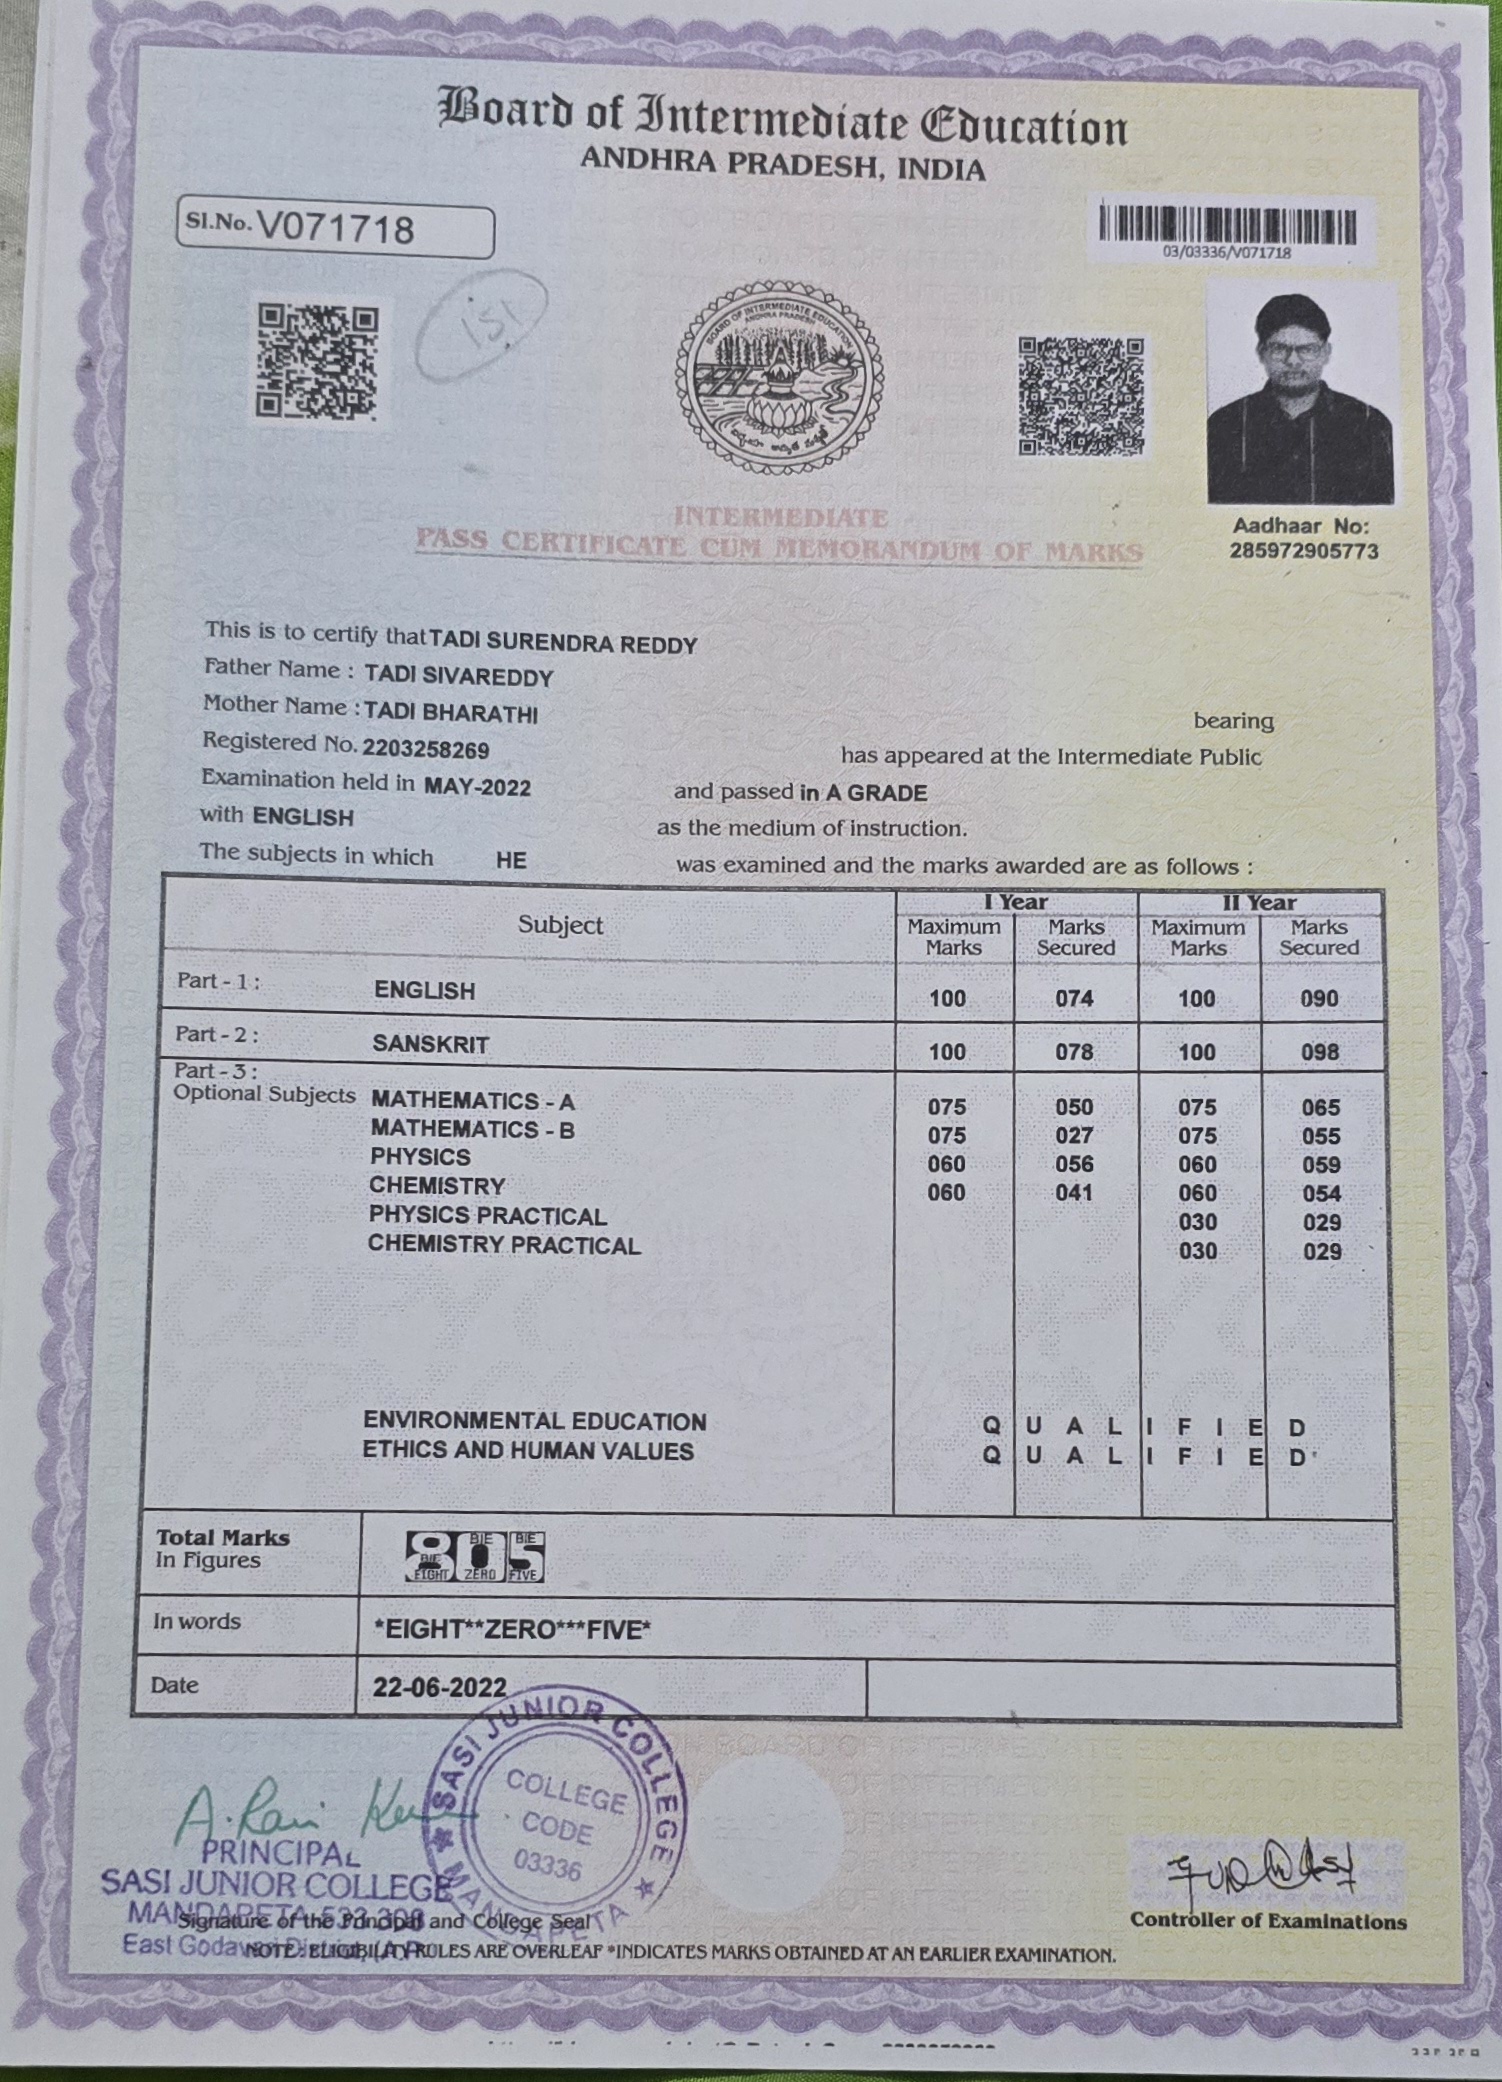 Board of Intermediate Education
ANDHRA PRADESH, INDIA
Sl.No. V071718
03/03336/V071718
1st
BOARD OF INTERMEDIATE EDUCATION
ANDHRA PRADESH
INTERMEDIATE
PASS CERTIFICATE CUM MEMORANDUM OF MARKS
Aadhaar No:
285972905773
This is to certify that TADI SURENDRA REDDY
Father Name : TADI SIVAREDDY
Mother Name : TADI BHARATHI bearing
Registered No. 2203258269 has appeared at the Intermediate Public
Examination held in MAY-2022 and passed in A GRADE
with ENGLISH as the medium of instruction.
The subjects in which HE was examined and the marks awarded are as follows :
Subject I Year II Year
Maximum Marks Marks Secured Maximum Marks Marks Secured
Part - 1 : ENGLISH 100 074 100 090
Part - 2 : SANSKRIT 100 078 100 098
Part - 3 :
Optional Subjects MATHEMATICS - A 075 050 075 065
MATHEMATICS - B 075 027 075 055
PHYSICS 060 056 060 059
CHEMISTRY 060 041 060 054
PHYSICS PRACTICAL 030 029
CHEMISTRY PRACTICAL 030 029
ENVIRONMENTAL EDUCATION Q U A L I F I E D
ETHICS AND HUMAN VALUES Q U A L I F I E D
Total Marks
In Figures 805
BIE BIE BIE
EIGHT ZERO FIVE
In words *EIGHT**ZERO***FIVE*
Date 22-06-2022
SASI JUNIOR COLLEGE
MANDAPETA
COLLEGE
CODE
03336
A. Ravi
PRINCIPAL
SASI JUNIOR COLLEGE
MANDAPETA-533 308
East Godavari District, (A.P)
Signature of the Principal and College Seal
Controller of Examinations
NOTE : ELIGIBILITY RULES ARE OVERLEAF *INDICATES MARKS OBTAINED AT AN EARLIER EXAMINATION.